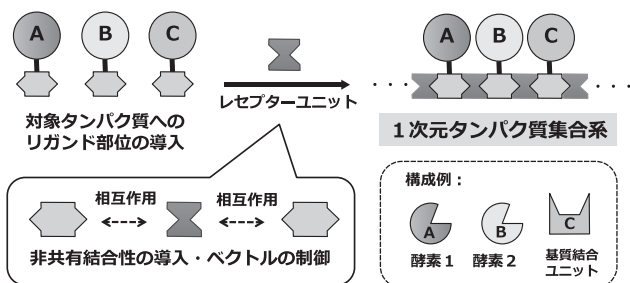 A
B
C
対象タンパク質への
リガンド部位の導入
レセプターユニット
A
B
C
・・・
・・・
1次元タンパク質集合系
相互作用
相互作用
非共有結合性の導入・ベクトルの制御
構成例：
A
B
C
酵素1
酵素2
基質結合
ユニット